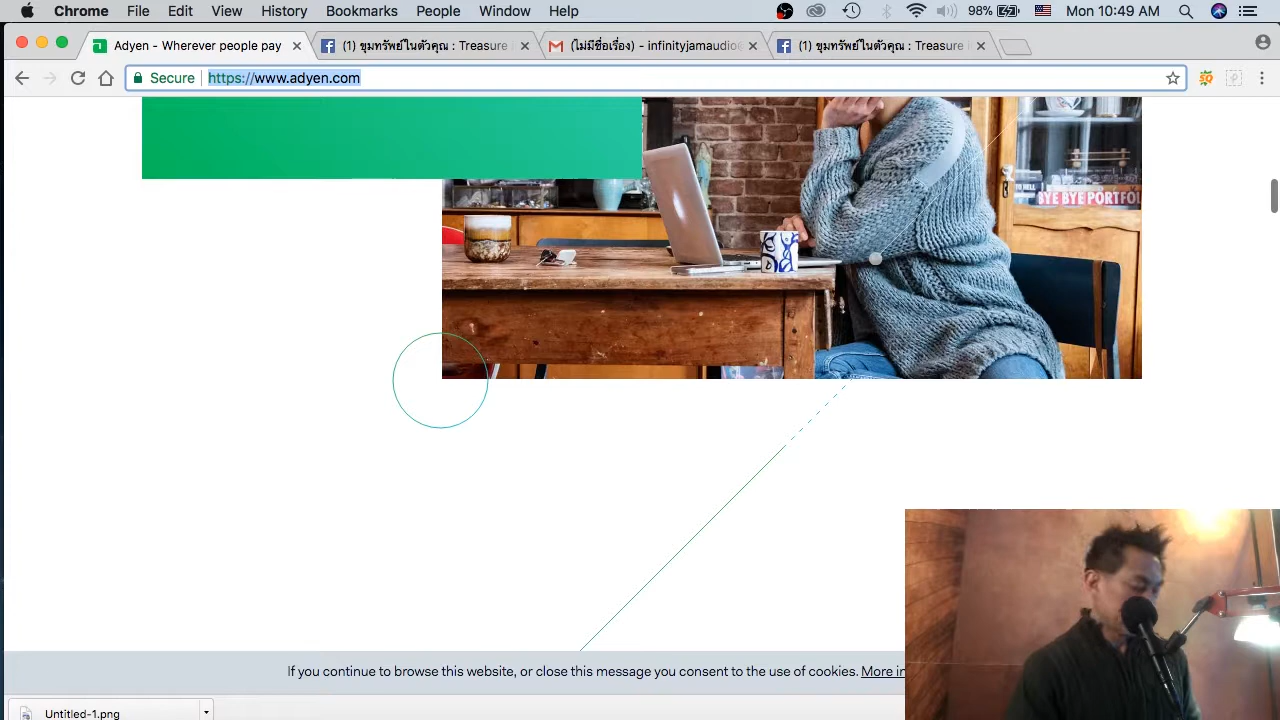 Chrome File Edit View History Bookmarks People Window Help 98% Mon 10:49 AM
Adyen - Wherever people pay
(1) ขุมทรัพย์ในตัวคุณ : Treasure
(ไม่มีชื่อเรื่อง) - infinityjamaudio
(1) ขุมทรัพย์ในตัวคุณ : Treasure
Secure https://www.adyen.com
BYE BYE PORTFOL
If you continue to browse this website, or close this message you consent to the use of cookies. More in
Untitled-1.png